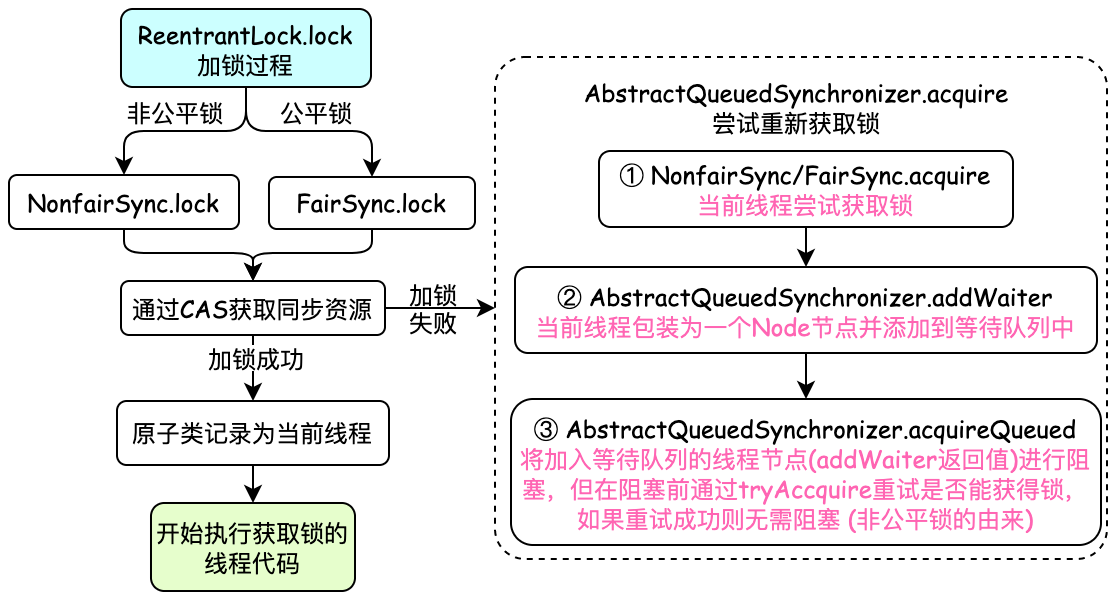 ReentrantLock.lock
加锁过程
非公平锁
公平锁
NonfairSync.lock
FairSync.lock
通过CAS获取同步资源
加锁
失败
加锁成功
原子类记录为当前线程
开始执行获取锁的
线程代码
AbstractQueuedSynchronizer.acquire
尝试重新获取锁
① NonfairSync/FairSync.acquire
当前线程尝试获取锁
② AbstractQueuedSynchronizer.addWaiter
当前线程包装为一个Node节点并添加到等待队列中
③ AbstractQueuedSynchronizer.acquireQueued
将加入等待队列的线程节点(addWaiter返回值)进行阻
塞，但在阻塞前通过tryAccquire重试是否能获得锁，
如果重试成功则无需阻塞 (非公平锁的由来)